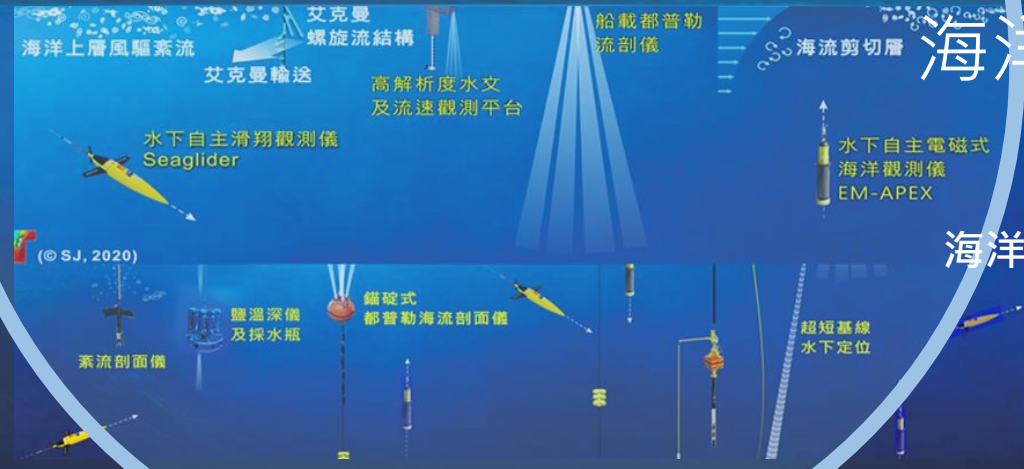 海洋上層風驅紊流
艾克曼
螺旋流結構
艾克曼輸送
高解析度水文
及流速觀測平台
船載都普勒
流剖儀
海流剪切層
海洋
水下自主滑翔觀測儀
Seaglider
水下自主電磁式
海洋觀測儀
EM-APEX
海洋
(© SJ, 2020)
紊流剖面儀
鹽溫深儀
及採水瓶
錨碇式
都普勒海流剖面儀
超短基線
水下定位